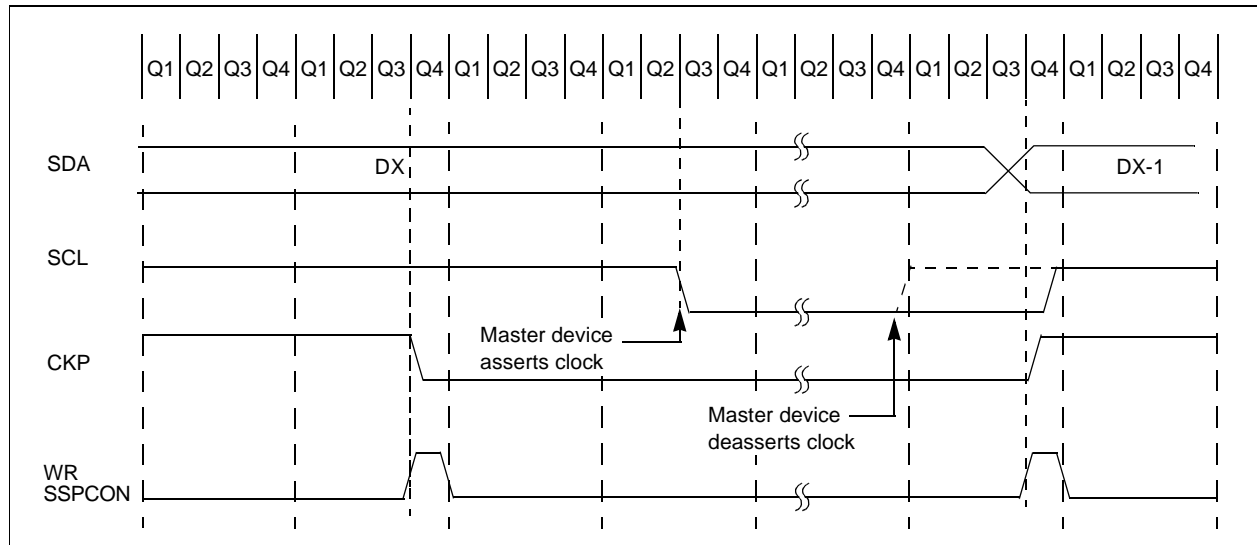 Q1 Q2 Q3 Q4 Q1 Q2 Q3 Q4 Q1 Q2 Q3 Q4 Q1 Q2 Q3 Q4 Q1 Q2 Q3 Q4 Q1 Q2 Q3 Q4 Q1 Q2 Q3 Q4
SDA
DX
DX-1
SCL
Master device
asserts clock
CKP
Master device
deasserts clock
WR
SSPCON